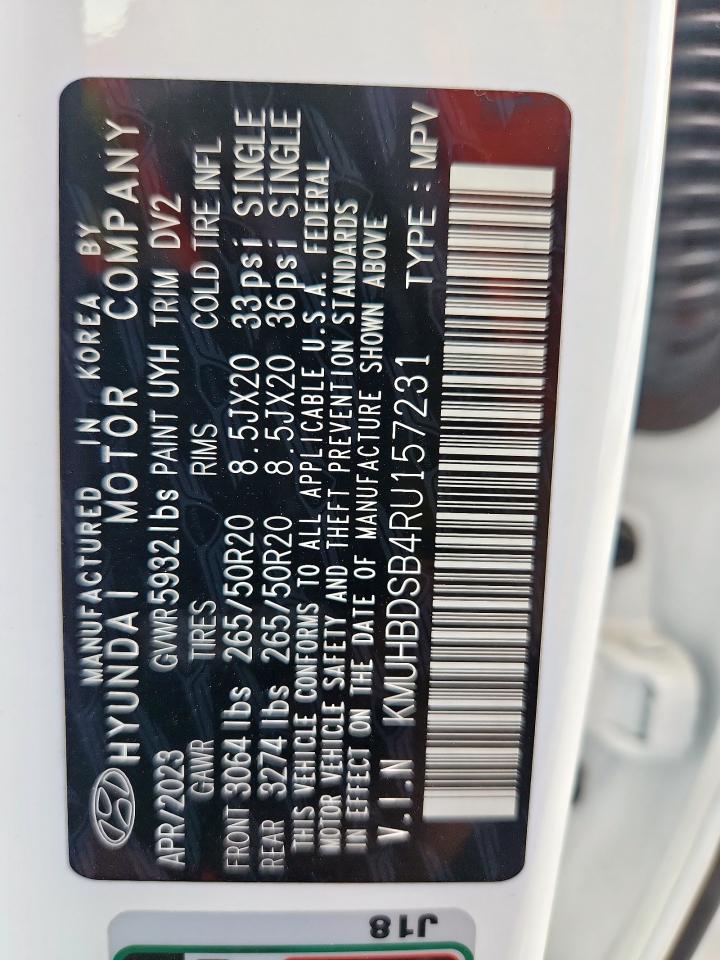 MANUFACTURED IN KOREA BY
HYUNDAI MOTOR COMPANY
APR/2023 GVWR 5932 lbs PAINT UYH TRIM DV2
GAWR TIRES RIMS COLD TIRE INFL
FRONT 3064 lbs 265/50R20 8.5JX20 33psi SINGLE
REAR 3274 lbs 265/50R20 8.5JX20 36psi SINGLE
THIS VEHICLE CONFORMS TO ALL APPLICABLE U.S.A. FEDERAL
MOTOR VEHICLE SAFETY AND THEFT PREVENTION STANDARDS
IN EFFECT ON THE DATE OF MANUFACTURE SHOWN ABOVE
V.I.N KMUHBDSB4RU157231 TYPE : MPV
J18